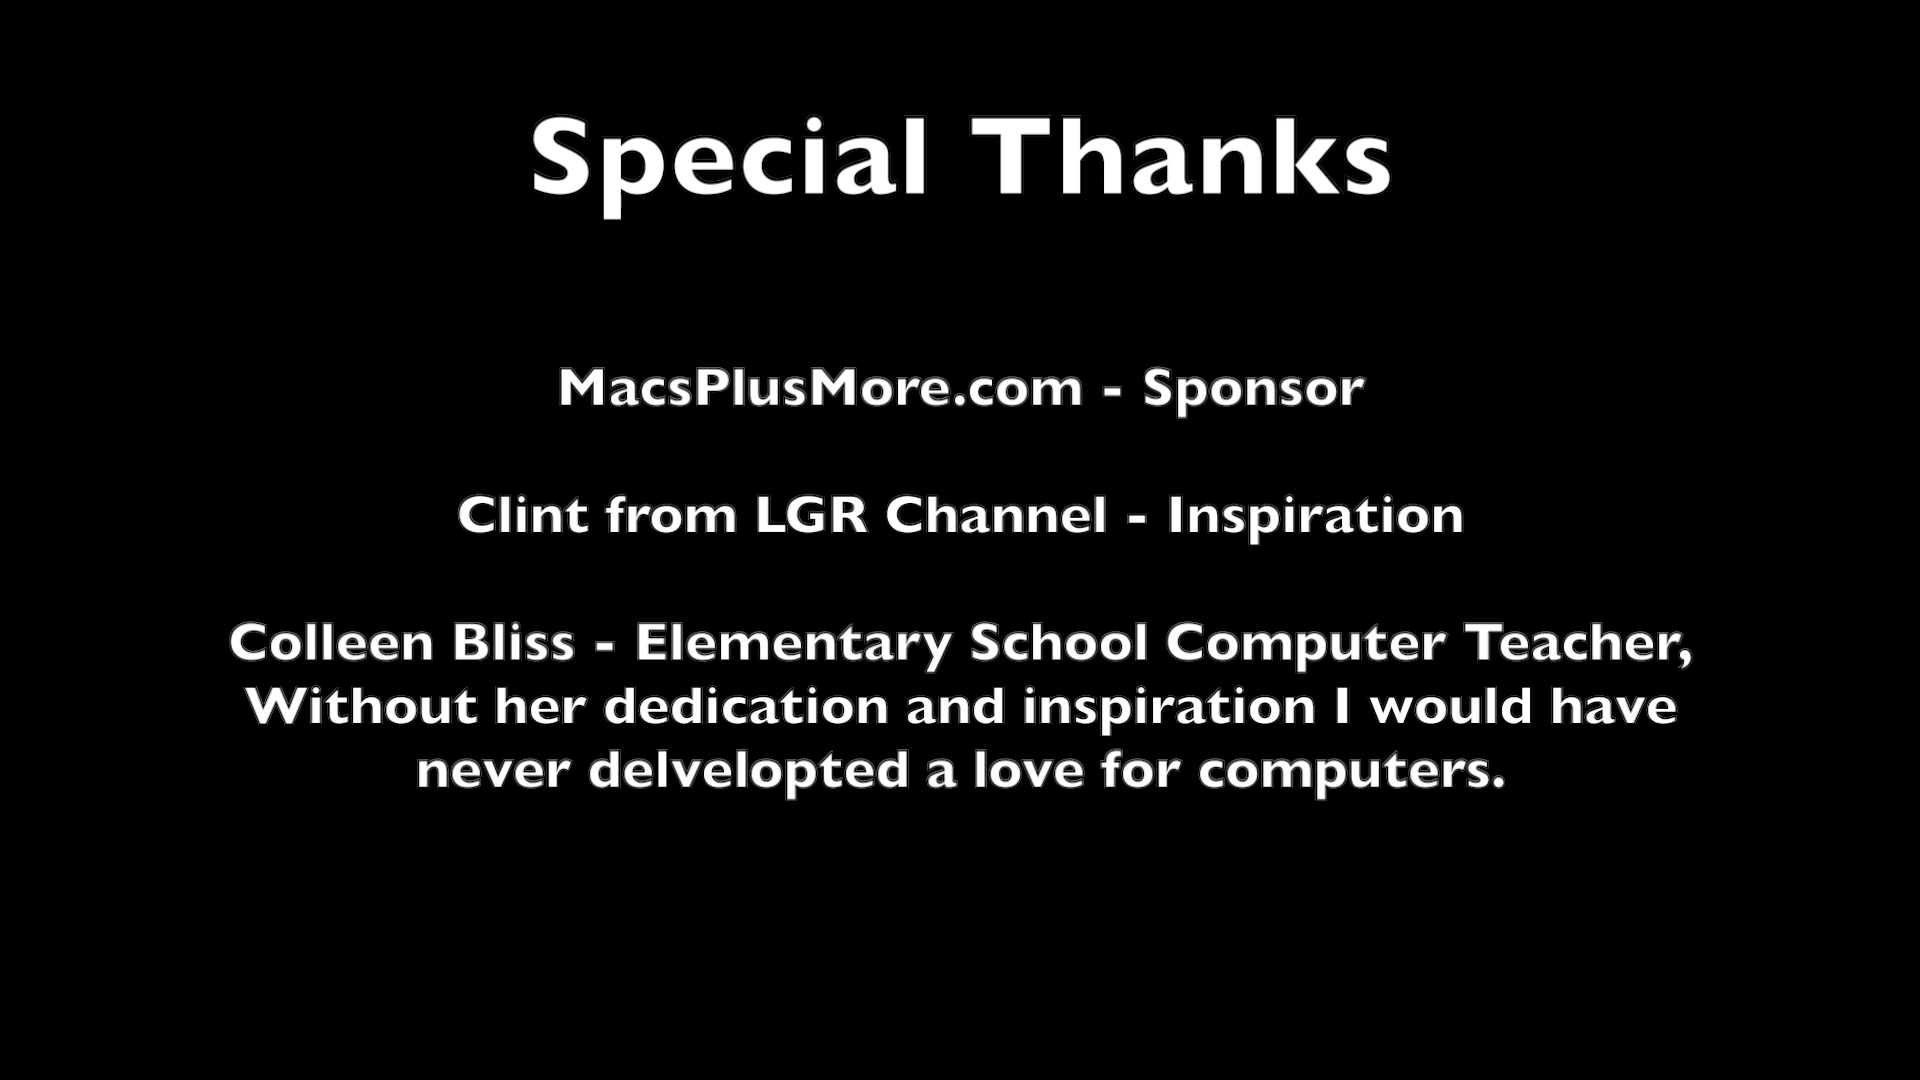 Special Thanks
MacsPlusMore.com - Sponsor
Clint from LGR Channel - Inspiration
Colleen Bliss - Elementary School Computer Teacher,
Without her dedication and inspiration I would have
never delvelopted a love for computers.